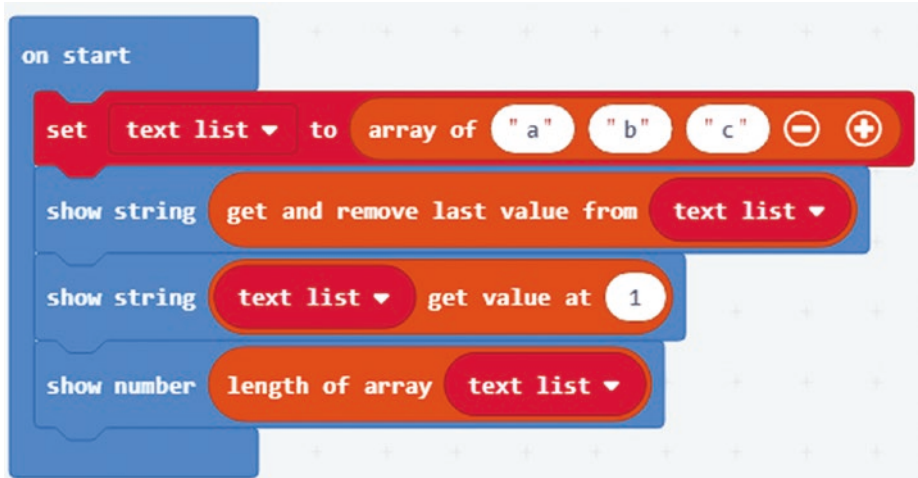 on start
set text list to array of "a" "b" "c"
show string get and remove last value from text list
show string text list get value at 1
show number length of array text list